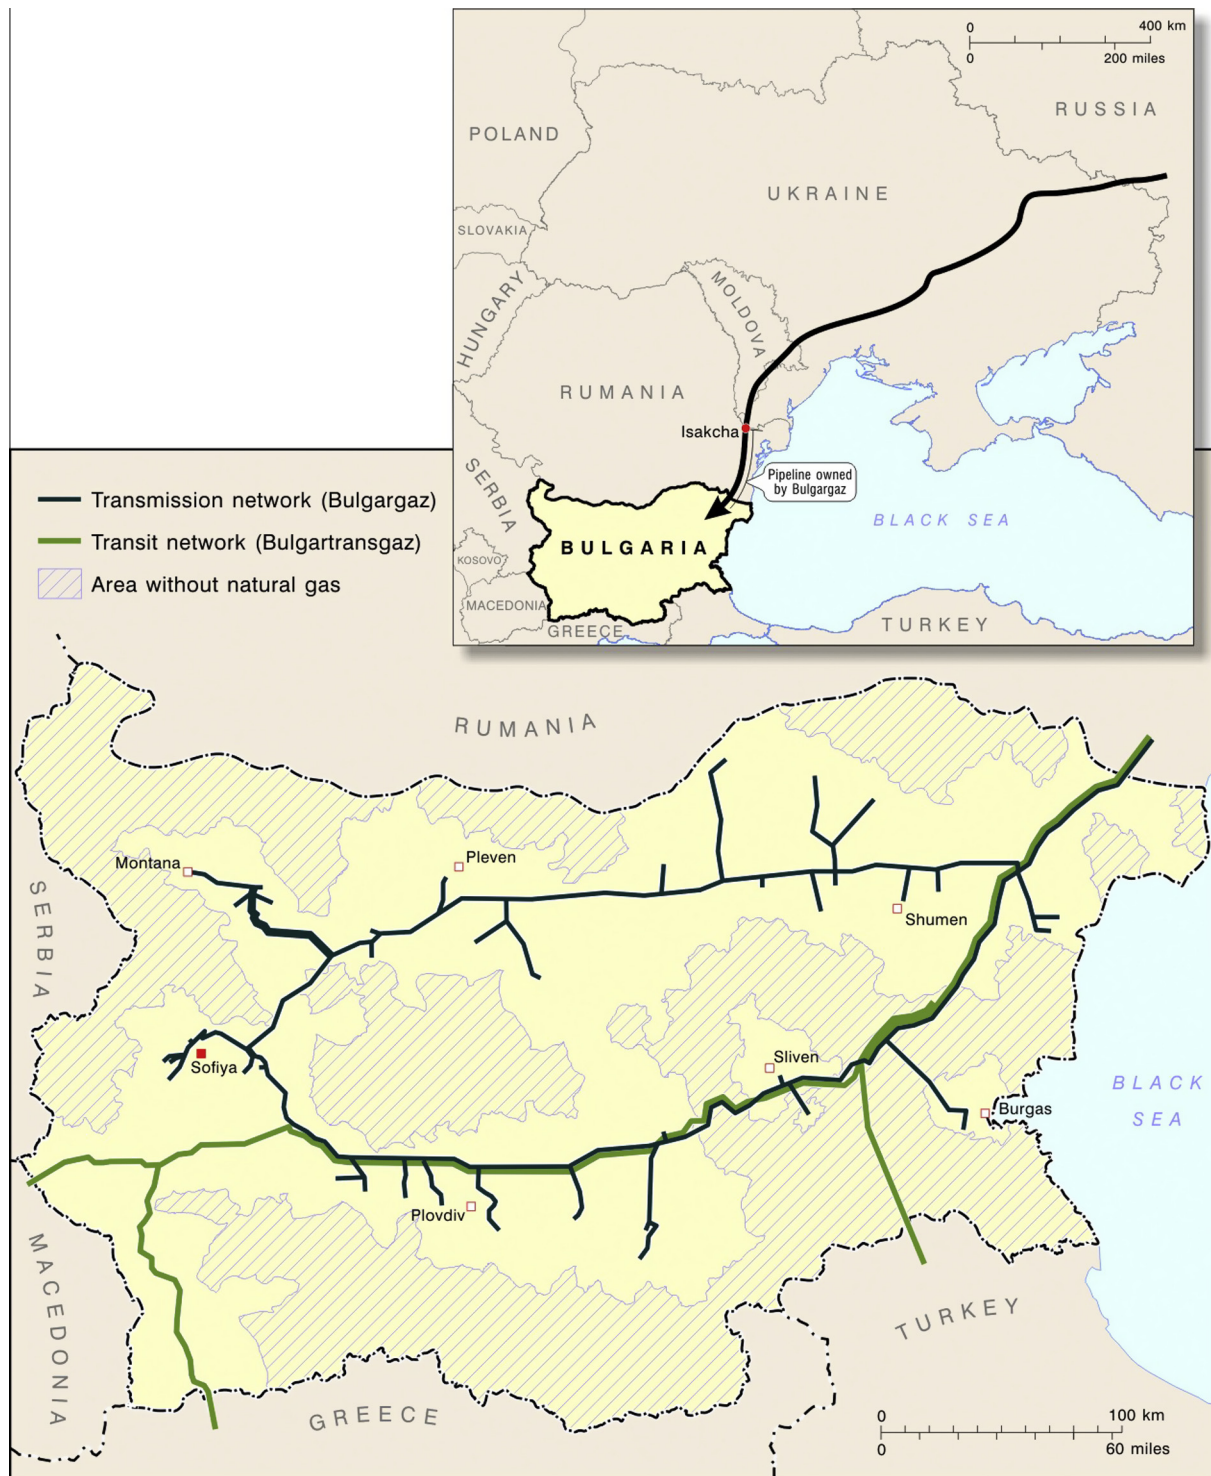 0 400 km
0 200 miles
RUSSIA
POLAND
UKRAINE
SLOVAKIA
HUNGARY
MOLDOVA
RUMANIA
Isakcha
SERBIA
Pipeline owned
by Bulgargaz
BLACK SEA
BULGARIA
KOSOVO
MACEDONIA
GREECE
TURKEY
Transmission network (Bulgargaz)
Transit network (Bulgartransgaz)
Area without natural gas
RUMANIA
Montana
Pleven
SERBIA
Shumen
Sofiya
Sliven
BLACK
SEA
Burgas
Plovdiv
MACEDONIA
TURKEY
GREECE
0 100 km
0 60 miles